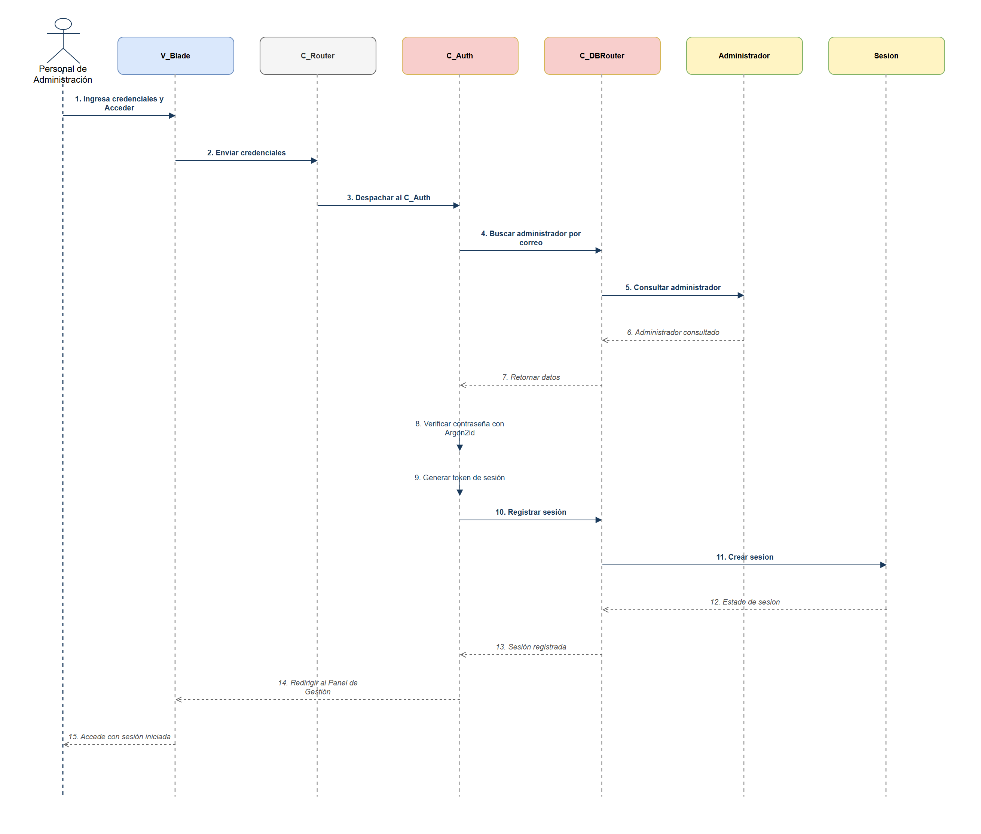 Personal de
Administración
V_Blade
C_Router
C_Auth
C_DBRouter
Administrador
Sesion
1. Ingresa credenciales y
Acceder
2. Enviar credenciales
3. Despachar al C_Auth
4. Buscar administrador por
correo
5. Consultar administrador
6. Administrador consultado
7. Retornar datos
8. Verificar contraseña con
Argon2id
9. Generar token de sesión
10. Registrar sesión
11. Crear sesion
12. Estado de sesion
13. Sesión registrada
14. Redirigir al Panel de
Gestión
15. Accede con sesión iniciada